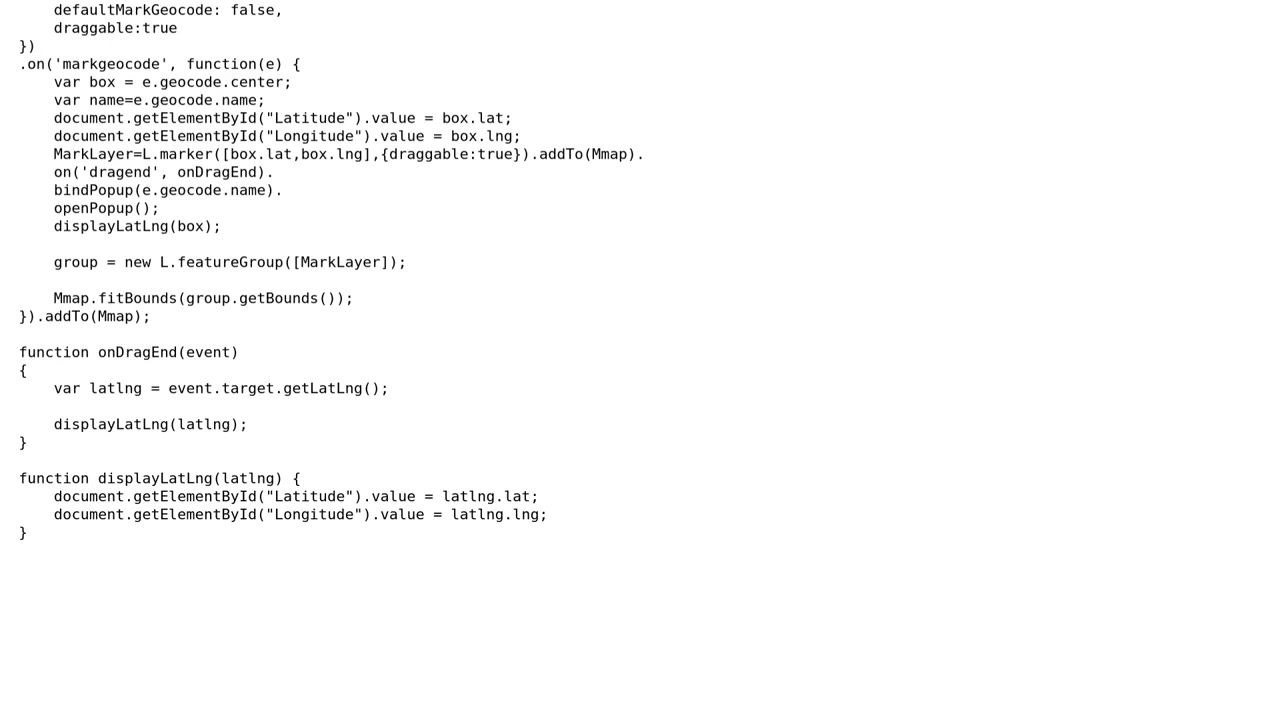 defaultMarkGeocode: false,
    draggable:true
})
.on('markgeocode', function(e) {
    var box = e.geocode.center;
    var name=e.geocode.name;
    document.getElementById("Latitude").value = box.lat;
    document.getElementById("Longitude").value = box.lng;
    MarkLayer=L.marker([box.lat,box.lng],{draggable:true}).addTo(Mmap).
    on('dragend', onDragEnd).
    bindPopup(e.geocode.name).
    openPopup();
    displayLatLng(box);

    group = new L.featureGroup([MarkLayer]);

    Mmap.fitBounds(group.getBounds());
}).addTo(Mmap);

function onDragEnd(event)
{
    var latlng = event.target.getLatLng();

    displayLatLng(latlng);
}

function displayLatLng(latlng) {
    document.getElementById("Latitude").value = latlng.lat;
    document.getElementById("Longitude").value = latlng.lng;
}